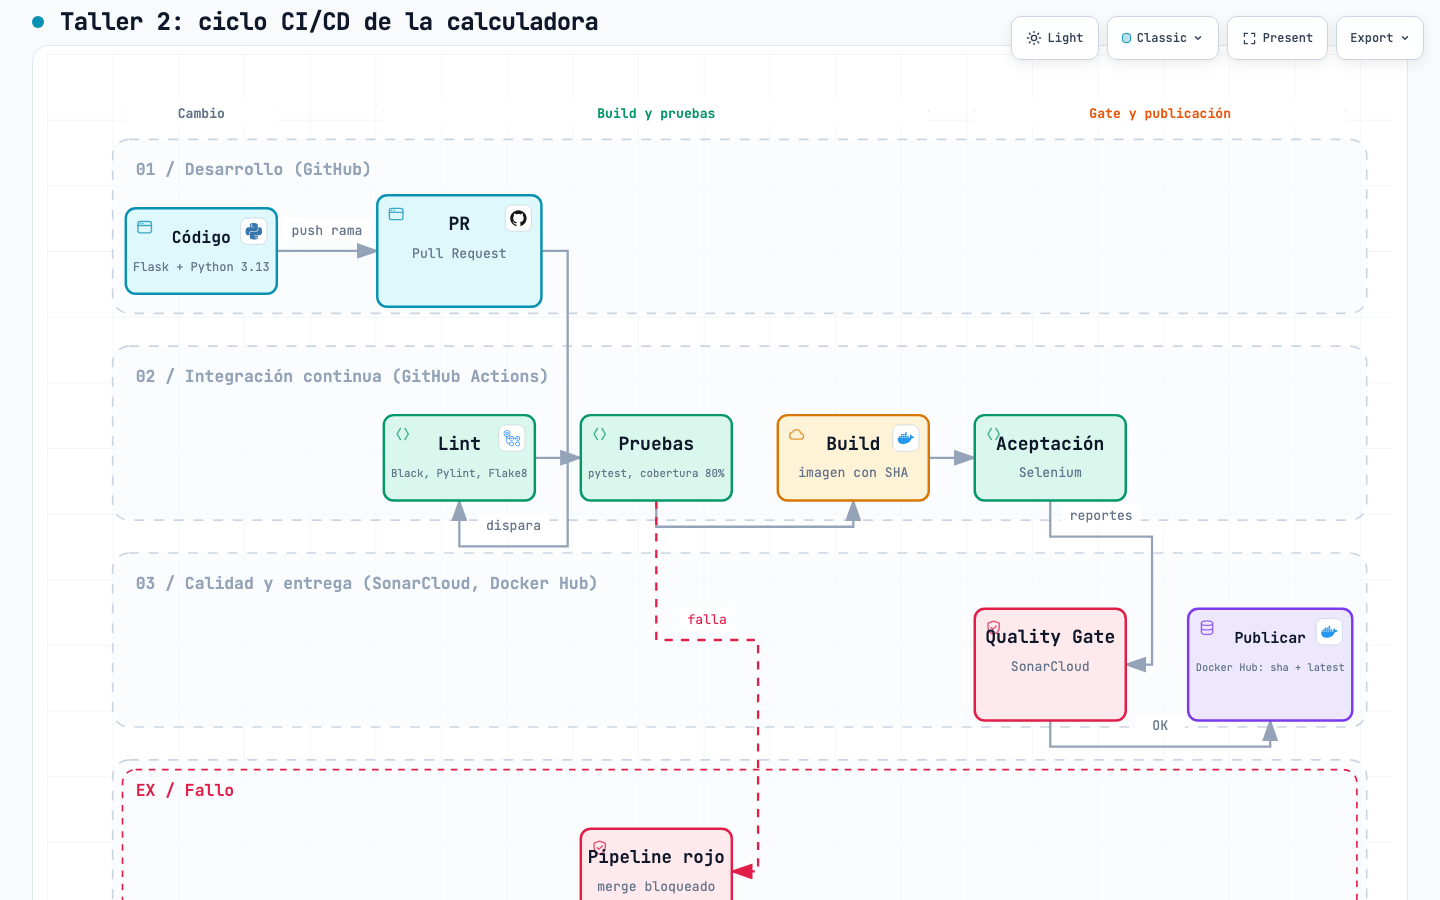 Taller 2: ciclo CI/CD de la calculadora
Light
Classic
Present
Export
Cambio
Build y pruebas
Gate y publicación
01 / Desarrollo (GitHub)
Código
Flask + Python 3.13
push rama
PR
Pull Request
02 / Integración continua (GitHub Actions)
Lint
Black, Pylint, Flake8
Pruebas
pytest, cobertura 80%
Build
imagen con SHA
Aceptación
Selenium
dispara
reportes
03 / Calidad y entrega (SonarCloud, Docker Hub)
falla
Quality Gate
SonarCloud
Publicar
Docker Hub: sha + latest
OK
EX / Fallo
Pipeline rojo
merge bloqueado